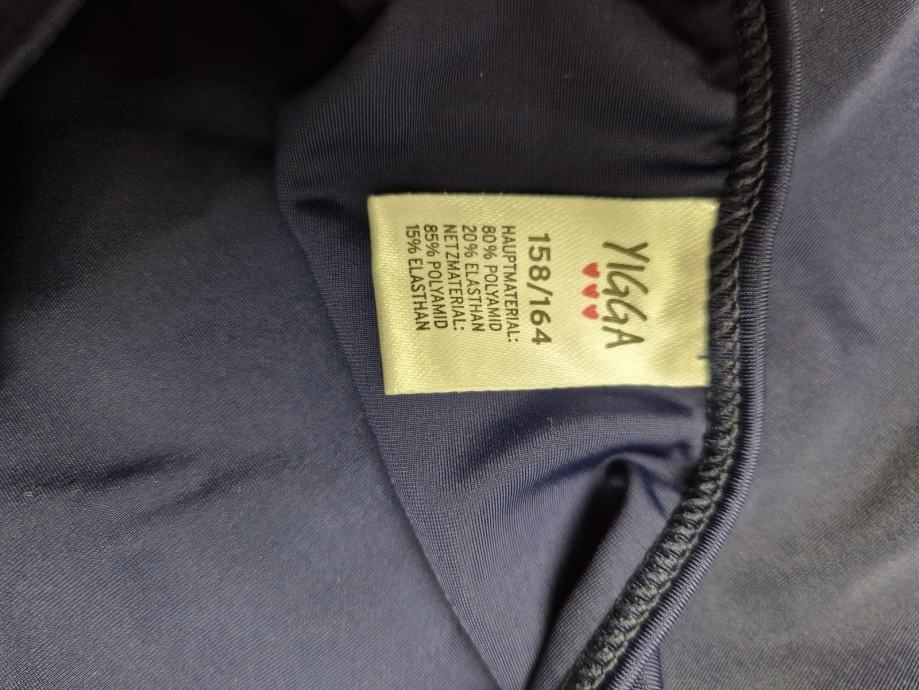 YIGGA
158/164
HAUPTMATERIAL:
80% POLYAMID
20% ELASTHAN
NETZMATERIAL:
85% POLYAMID
15% ELASTHAN